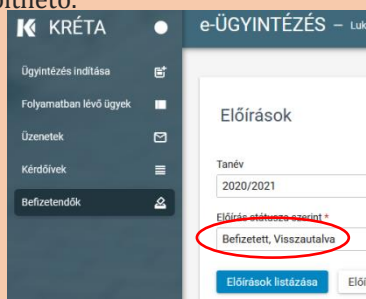 KRÉTA
Ügyintézés indítása
Folyamatban lévő ügyek
Üzenetek
Kérdőívek
Befizetendők
e-ÜGYINTÉZÉS – Luk
Előírások
Tanév
2020/2021
Előírás státusza szerint *
Befizetett, Visszautalva
Előírások listázása